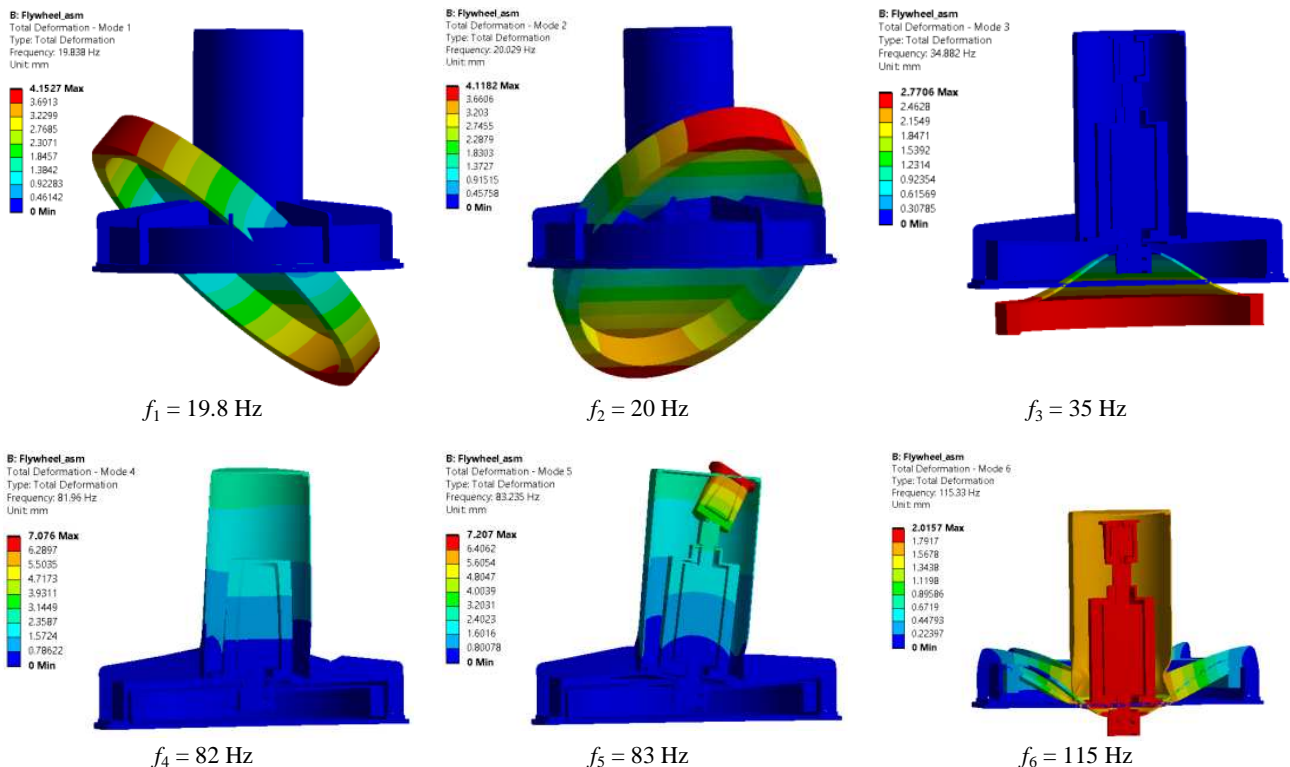 B: Flywheel_asm
Total Deformation - Mode 1
Type: Total Deformation
Frequency: 19.838 Hz
Unit: mm
4.1527 Max
3.6913
3.2299
2.7685
2.3071
1.8457
1.3842
0.92283
0.46142
0 Min
f1 = 19.8 Hz
B: Flywheel_asm
Total Deformation - Mode 2
Type: Total Deformation
Frequency: 20.029 Hz
Unit: mm
4.1182 Max
3.6606
3.203
2.7455
2.2879
1.8303
1.3727
0.91515
0.45758
0 Min
f2 = 20 Hz
B: Flywheel_asm
Total Deformation - Mode 3
Type: Total Deformation
Frequency: 34.882 Hz
Unit: mm
2.7706 Max
2.4628
2.1549
1.8471
1.5392
1.2314
0.92354
0.61569
0.30785
0 Min
f3 = 35 Hz
B: Flywheel_asm
Total Deformation - Mode 4
Type: Total Deformation
Frequency: 81.96 Hz
Unit: mm
7.076 Max
6.2897
5.5035
4.7173
3.9311
3.1449
2.3587
1.5724
0.78622
0 Min
f4 = 82 Hz
B: Flywheel_asm
Total Deformation - Mode 5
Type: Total Deformation
Frequency: 83.235 Hz
Unit: mm
7.207 Max
6.4062
5.6054
4.8047
4.0039
3.2031
2.4023
1.6016
0.80078
0 Min
f5 = 83 Hz
B: Flywheel_asm
Total Deformation - Mode 6
Type: Total Deformation
Frequency: 115.33 Hz
Unit: mm
2.0157 Max
1.7917
1.5678
1.3438
1.1198
0.89586
0.6719
0.44793
0.22397
0 Min
f6 = 115 Hz